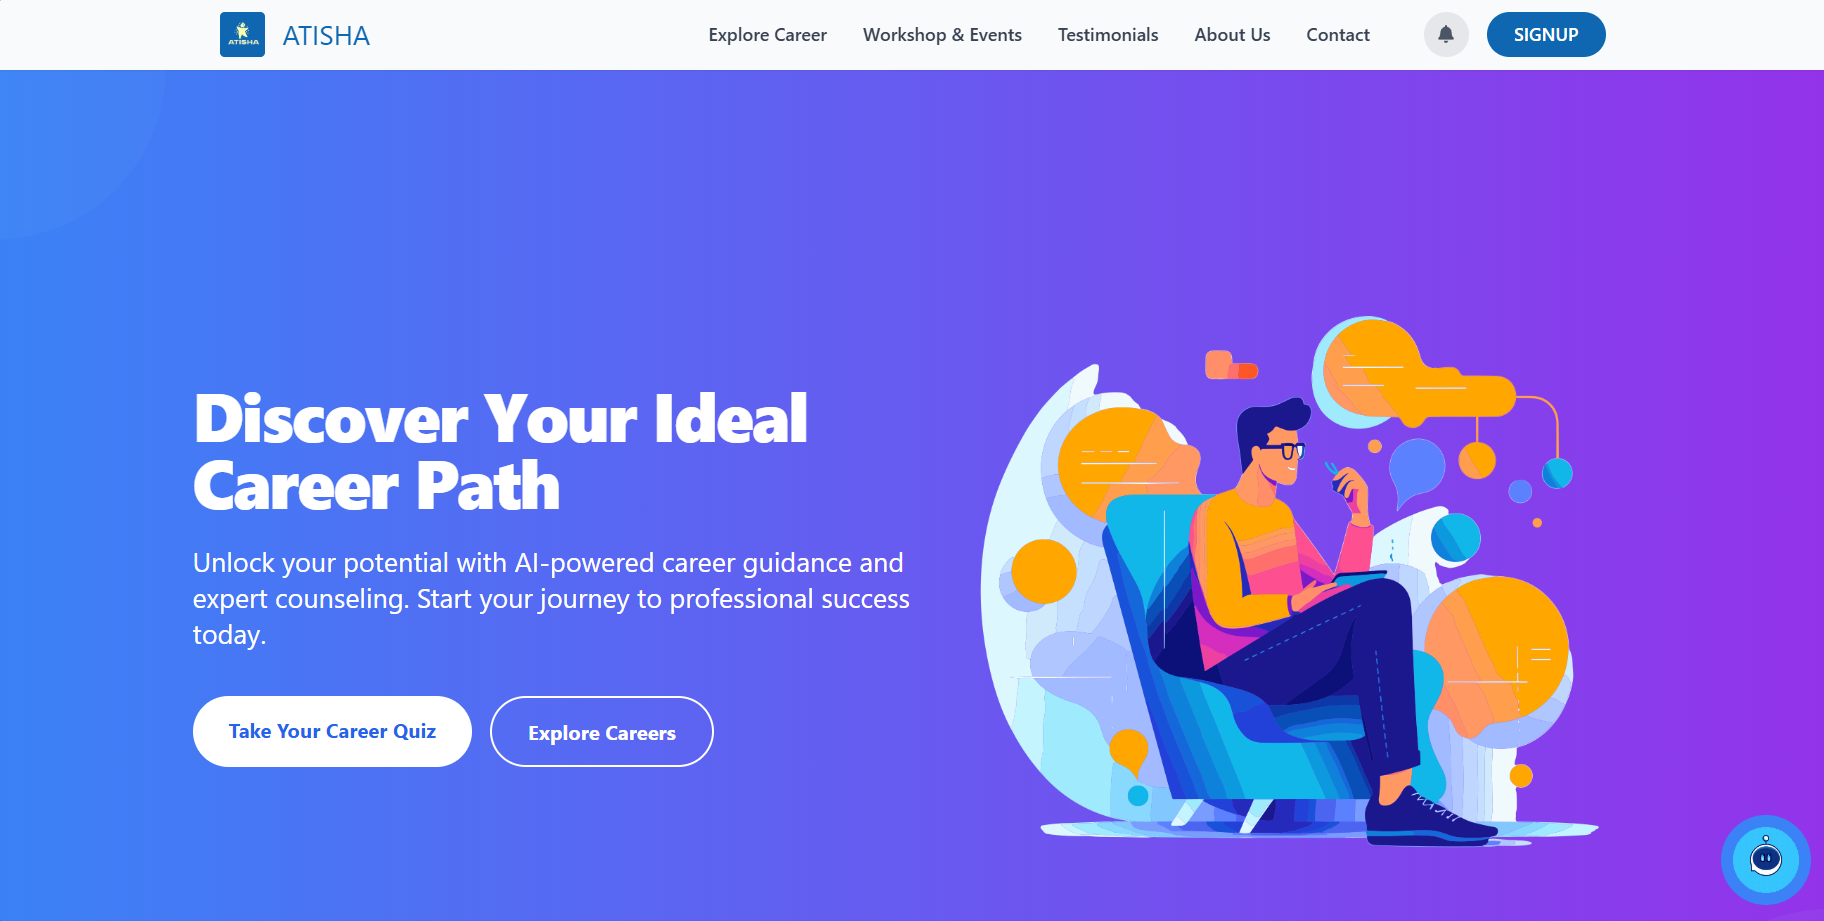 ATISHA
ATISHA
Explore Career
Workshop & Events
Testimonials
About Us
Contact
SIGNUP
Discover Your Ideal
Career Path
Unlock your potential with AI-powered career guidance and
expert counseling. Start your journey to professional success
today.
Take Your Career Quiz
Explore Careers